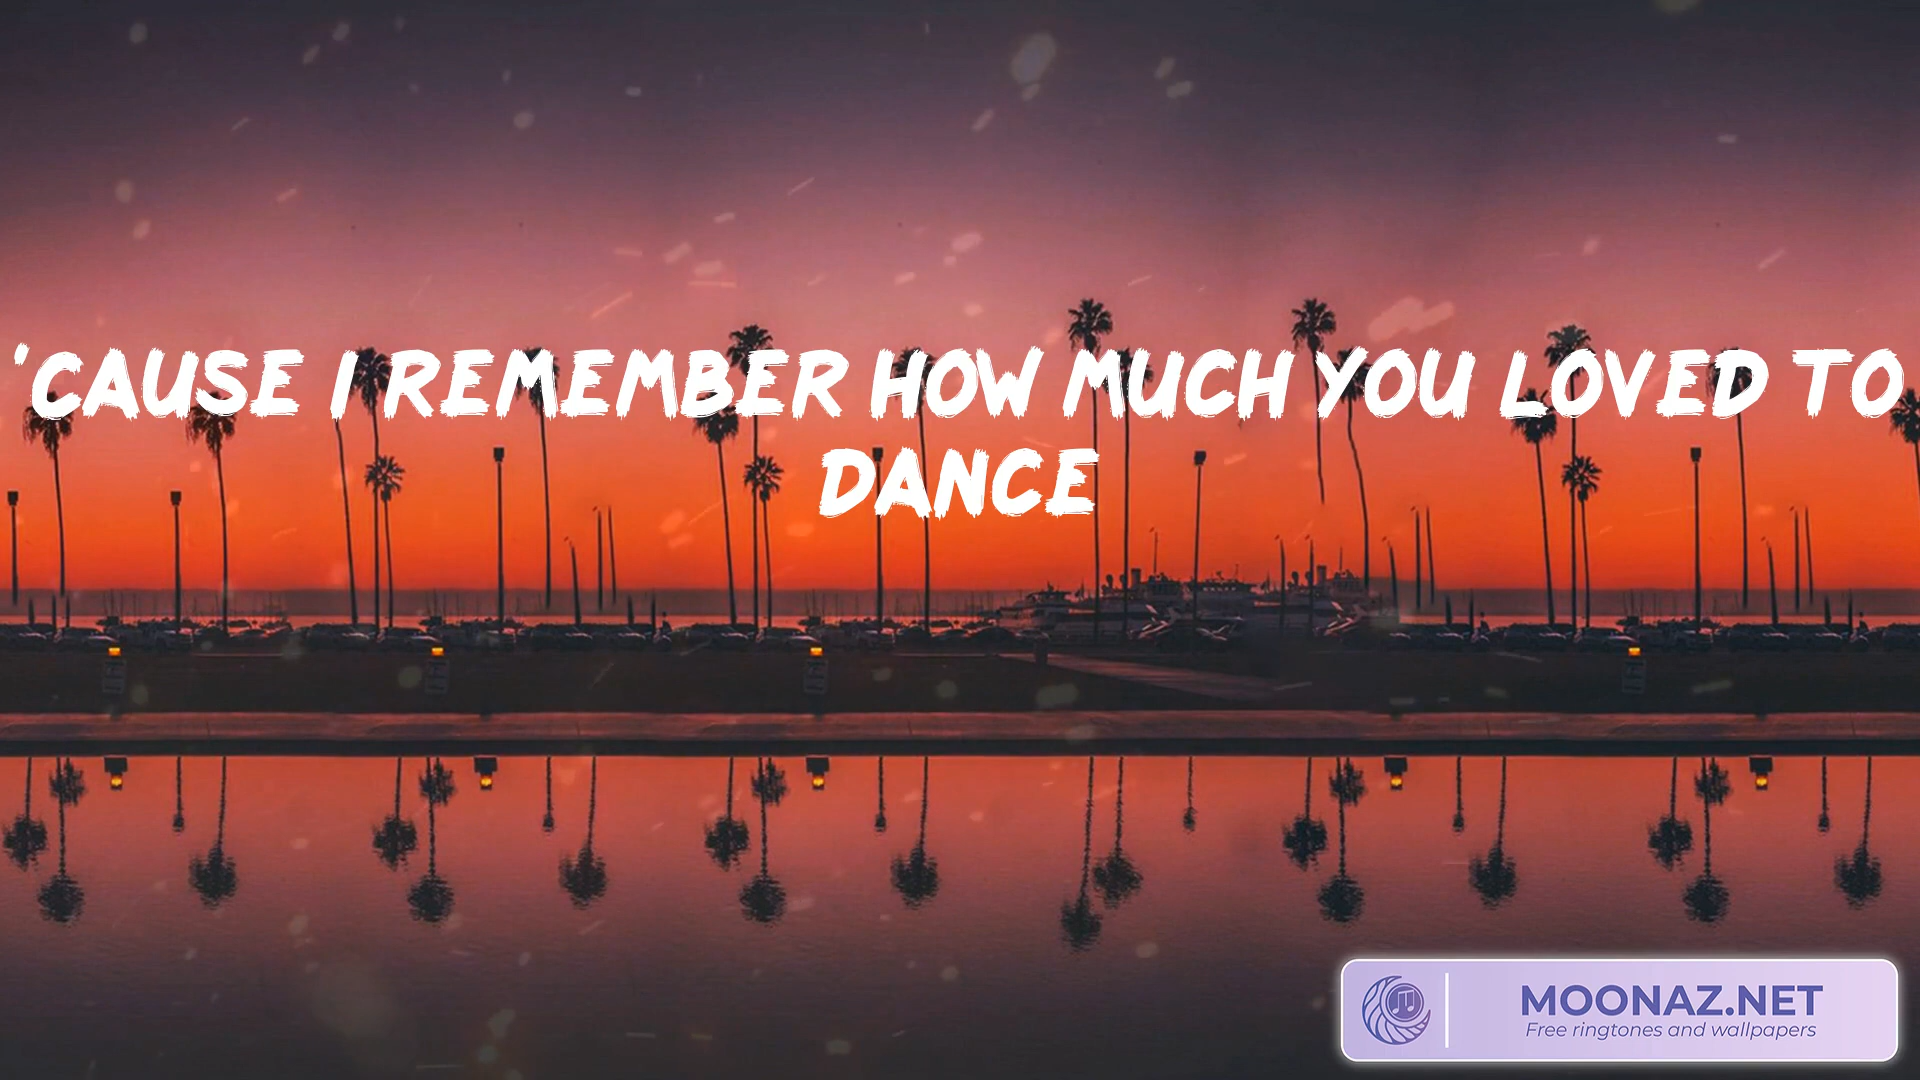 'CAUSE I REMEMBER HOW MUCH YOU LOVED TO
DANCE
MOONAZ.NET
Free ringtones and wallpapers